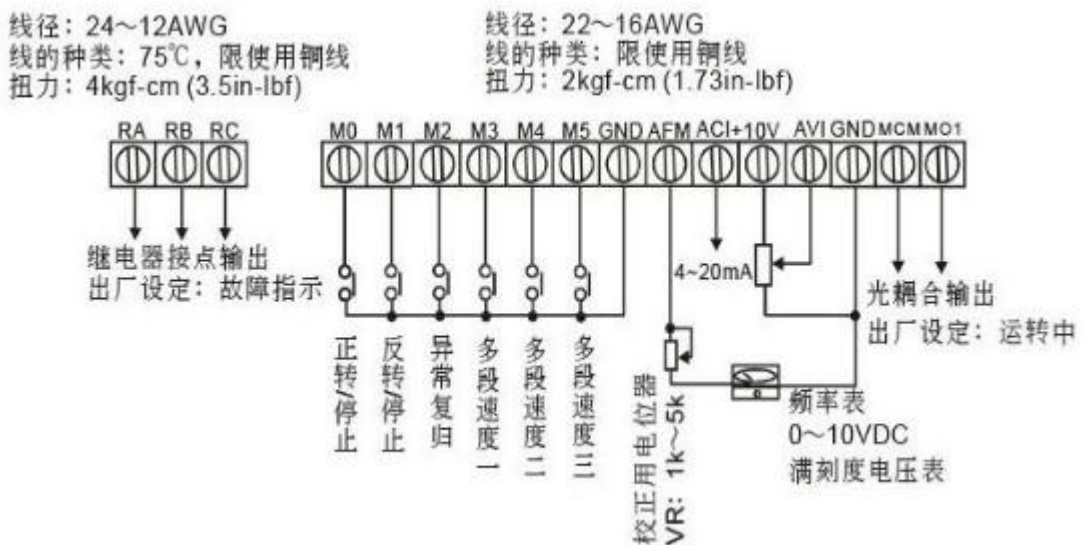 线径：24～12AWG
线的种类：75℃，限使用铜线
扭力：4kgf-cm (3.5in-lbf)
线径：22～16AWG
线的种类：限使用铜线
扭力：2kgf-cm (1.73in-lbf)
RA RB RC
M0 M1 M2 M3 M4 M5 GND AFM ACI +10V AVI GND MCM MO1
继电器接点输出
出厂设定：故障指示
4~20mA
光耦合输出
出厂设定：运转中
正转/停止
反转/停止
异常复归
多段速度一
多段速度二
多段速度三
校正用电位器
VR：1k～5k
0
频率表
0～10VDC
满刻度电压表